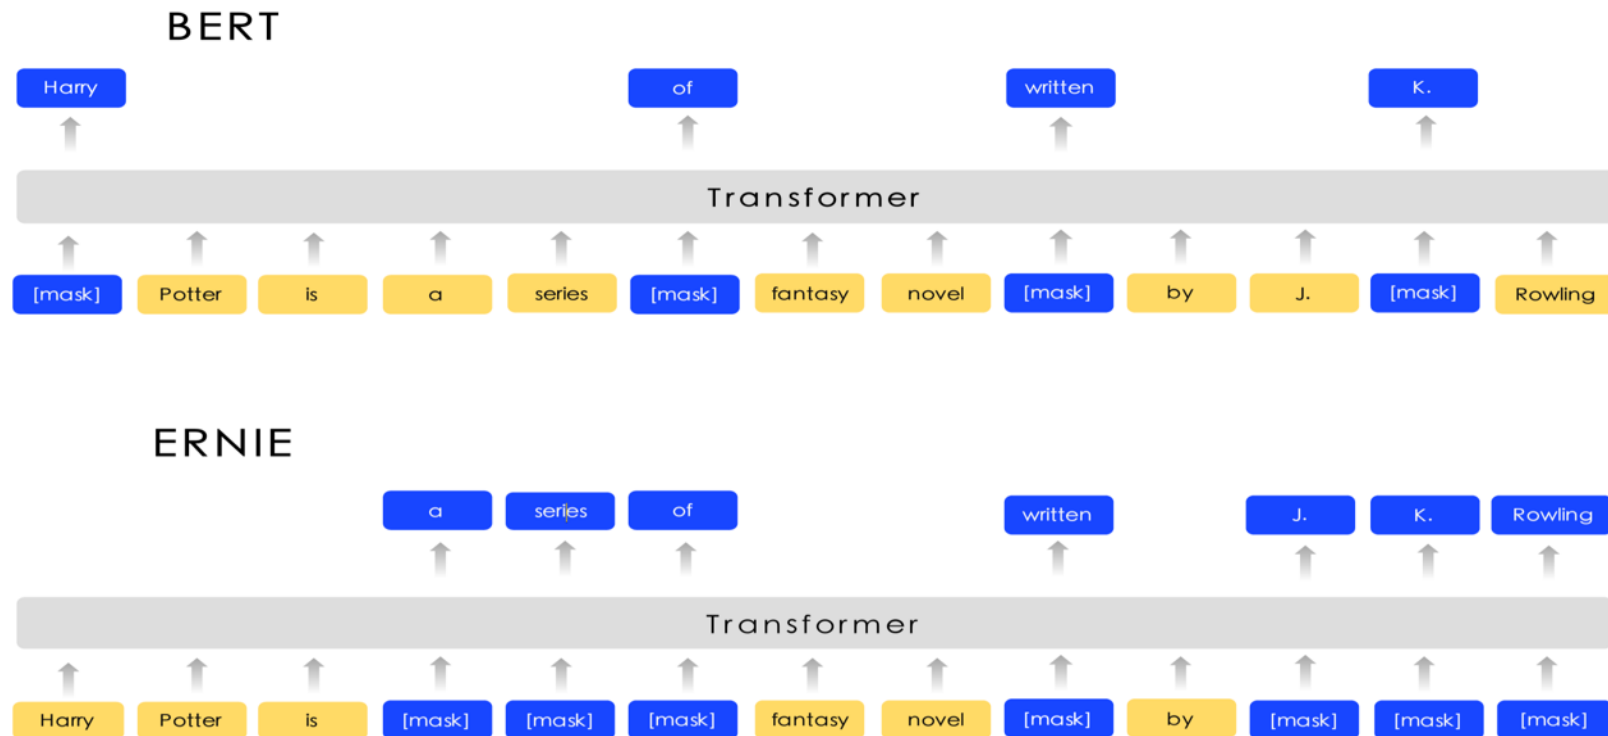 BERT
Harry of written K.
Transformer
[mask] Potter is a series [mask] fantasy novel [mask] by J. [mask] Rowling
ERNIE
a series of written J. K. Rowling
Transformer
Harry Potter is [mask] [mask] [mask] fantasy novel [mask] by [mask] [mask] [mask]